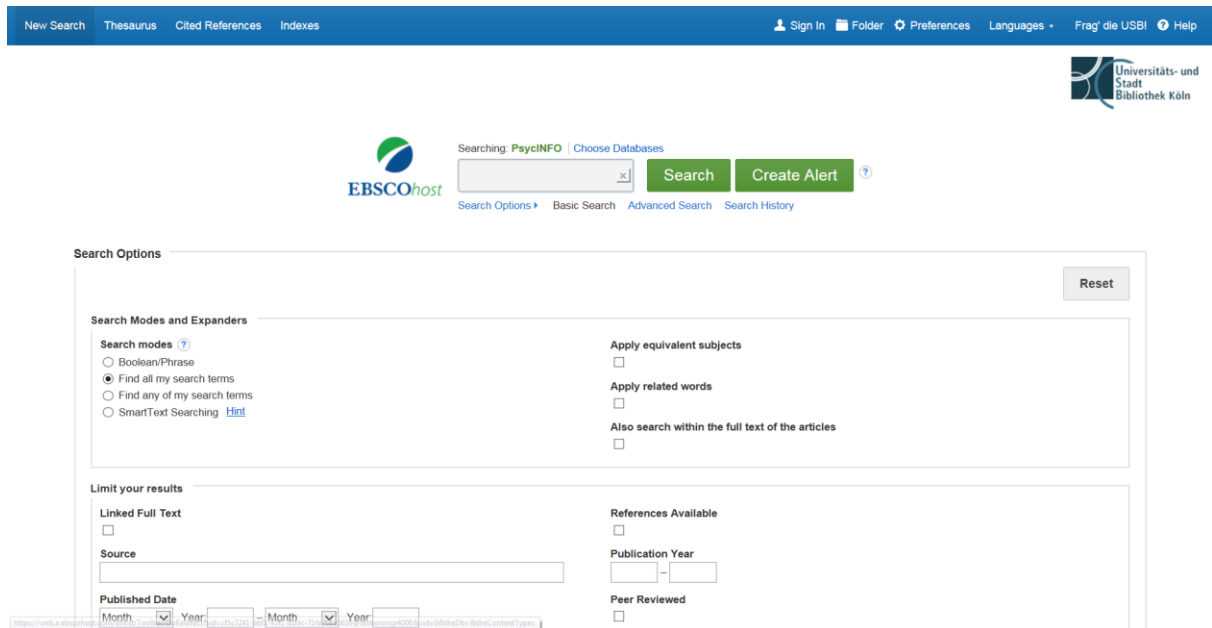 New Search Thesaurus Cited References Indexes Sign In Folder Preferences Languages Frag' die USB! Help
Universitäts- und
Stadt
Bibliothek Köln
Searching: PsycINFO Choose Databases
EBSCOhost
Search Create Alert
Search Options Basic Search Advanced Search Search History
Search Options
Reset
Search Modes and Expanders
Search modes
Boolean/Phrase
Find all my search terms
Find any of my search terms
SmartText Searching Hint
Apply equivalent subjects
Apply related words
Also search within the full text of the articles
Limit your results
Linked Full Text
References Available
Source
Publication Year
–
Published Date
Month Year: – Month Year:
Peer Reviewed